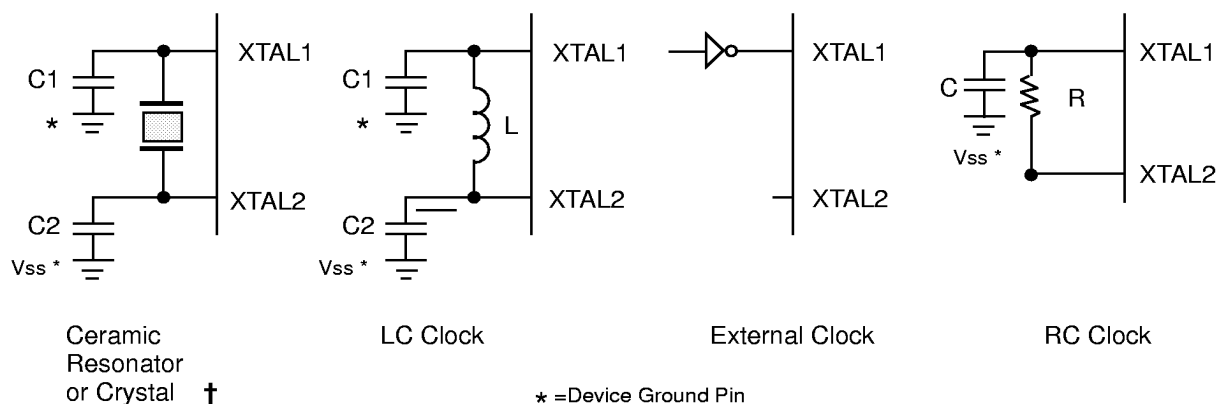 XTAL1
C1
*
XTAL2
C2
Vss *
Ceramic
Resonator
or Crystal †
XTAL1
C1
*
L
XTAL2
C2
Vss *
LC Clock
XTAL1
XTAL2
External Clock
XTAL1
C
R
Vss *
XTAL2
RC Clock
* =Device Ground Pin